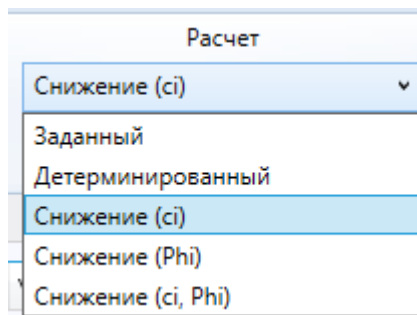 Расчет
Снижение (ci)
Заданный
Детерминированный
Снижение (ci)
Снижение (Phi)
Снижение (ci, Phi)